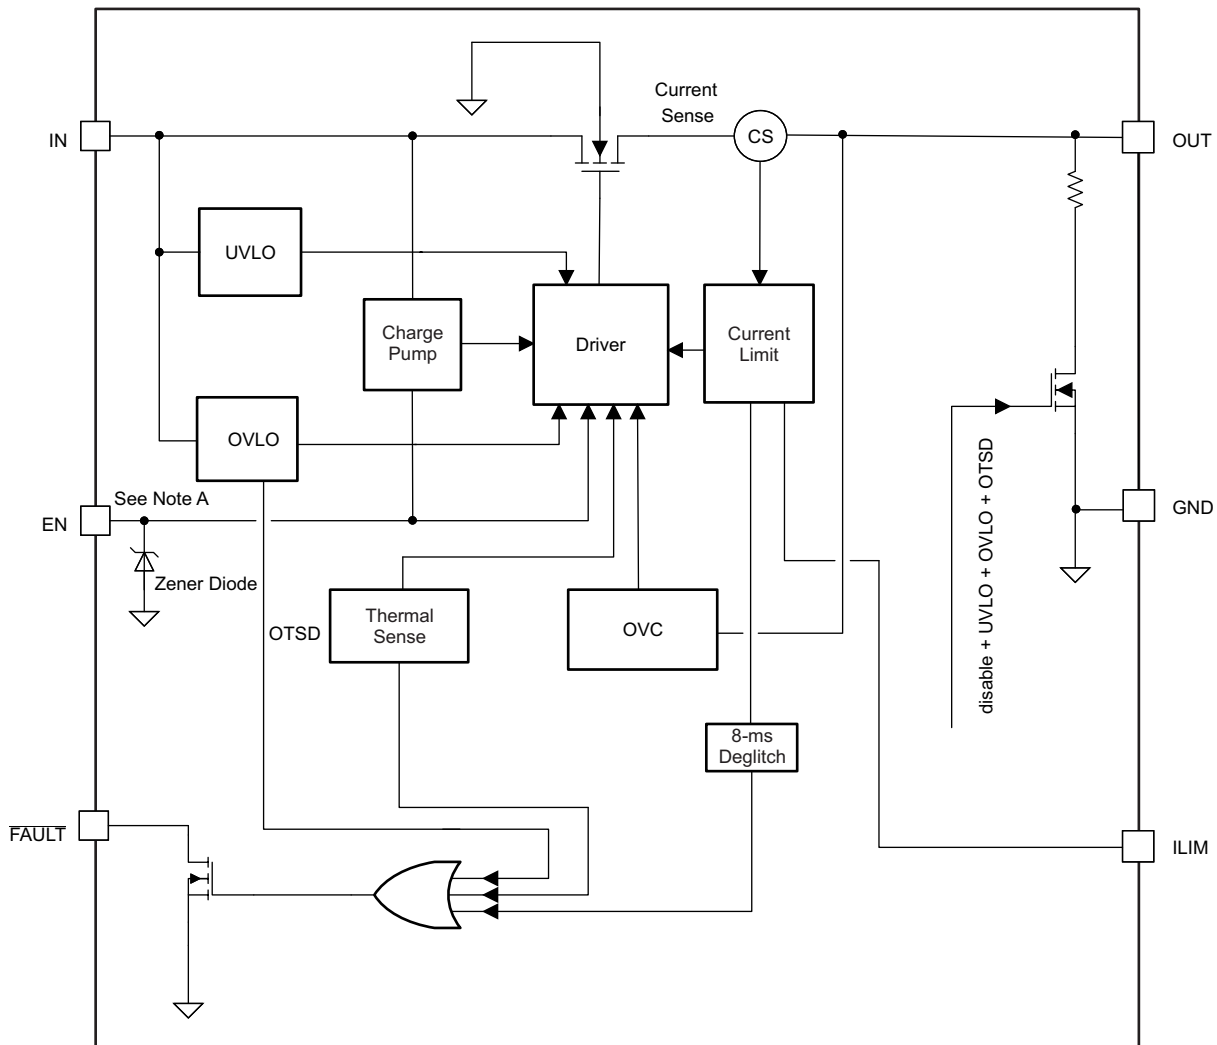 Current
Sense
IN
CS
OUT
UVLO
Charge
Pump
Driver
Current
Limit
OVLO
See Note A
EN
GND
Zener Diode
disable + UVLO + OVLO + OTSD
OTSD
Thermal
Sense
OVC
8-ms
Deglitch
FAULT
ILIM